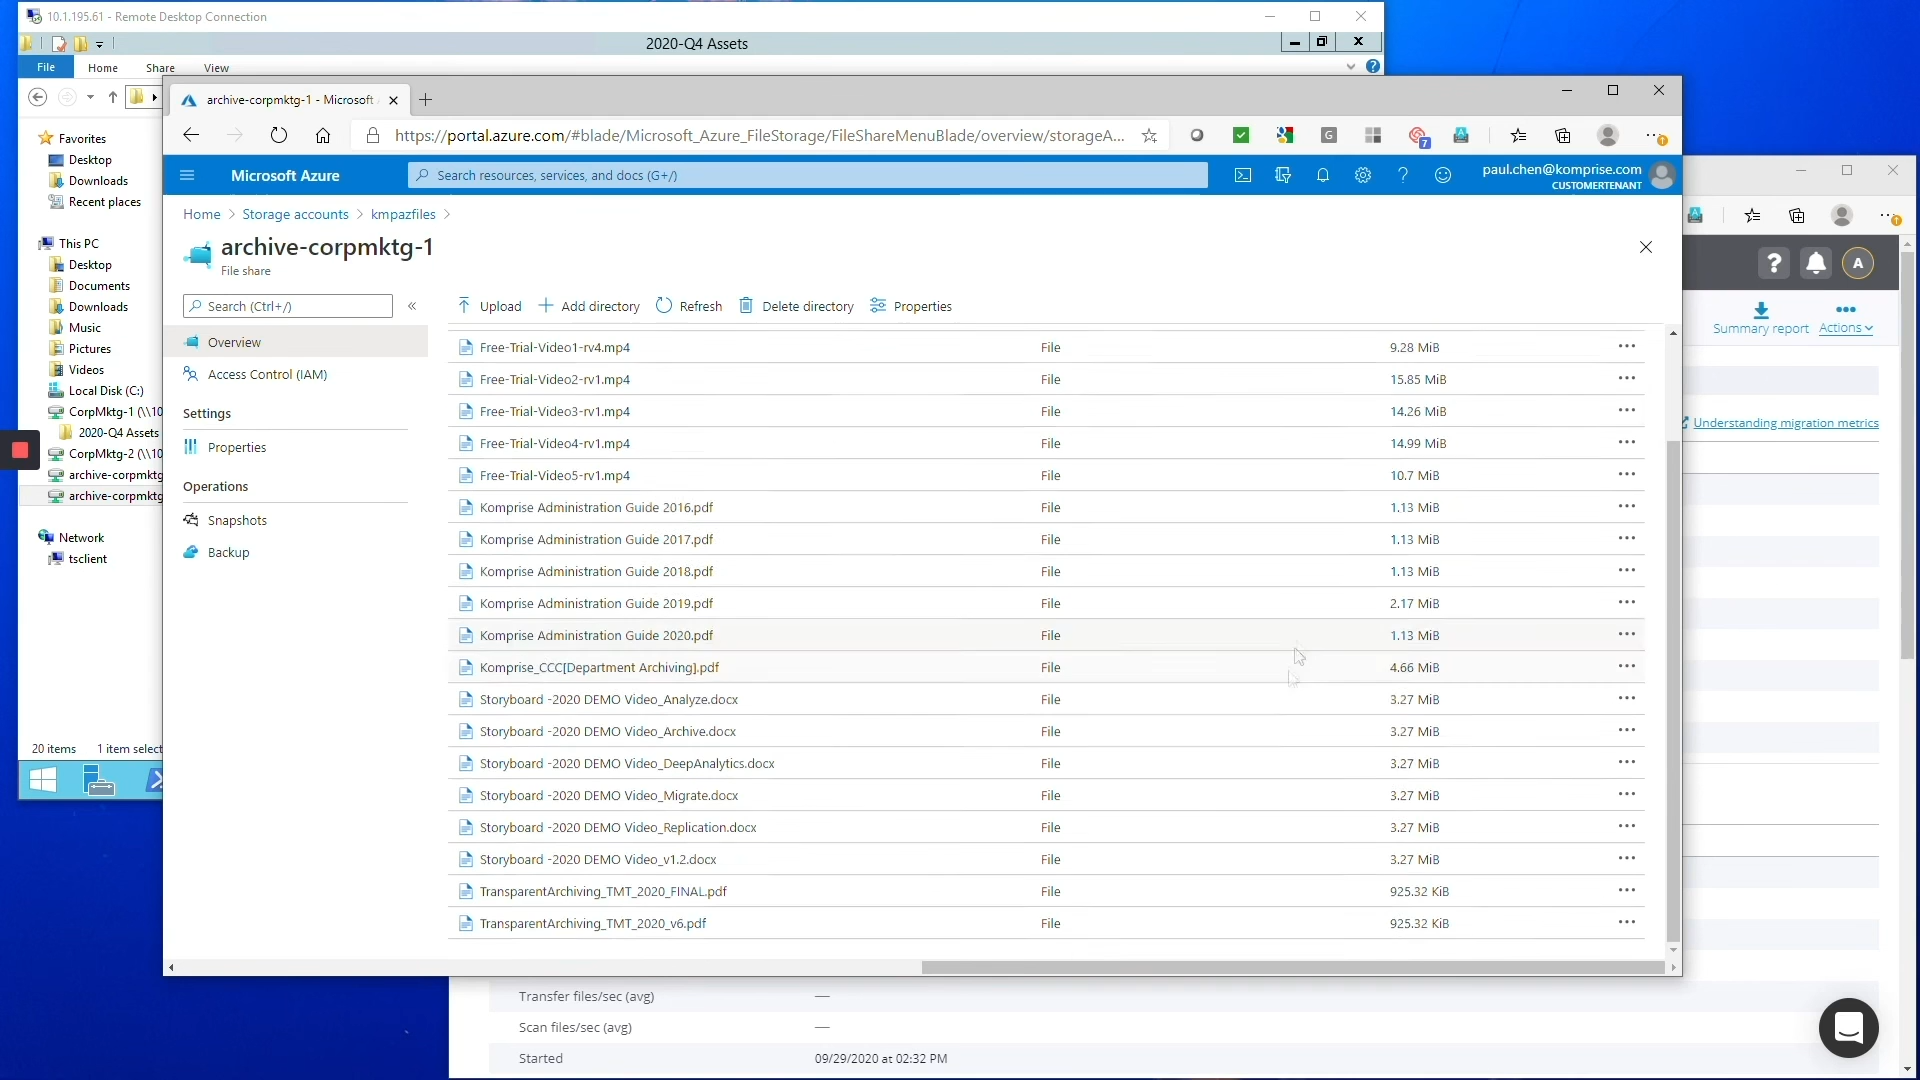 10.1.195.61 - Remote Desktop Connection
2020-Q4 Assets
File Home Share View
Favorites
Desktop
Downloads
Recent places
This PC
Desktop
Documents
Downloads
Music
Pictures
Videos
Local Disk (C:)
CorpMktg-1 (\\10
2020-Q4 Assets
CorpMktg-2 (\\10
archive-corpmktg
archive-corpmktg
Network
tsclient
20 items 1 item select
archive-corpmktg-1 - Microsoft
https://portal.azure.com/#blade/Microsoft_Azure_FileStorage/FileShareMenuBlade/overview/storageA...
G
7
Microsoft Azure
Search resources, services, and docs (G+/)
paul.chen@komprise.com
CUSTOMERTENANT
Home > Storage accounts > kmpazfiles >
archive-corpmktg-1
File share
Search (Ctrl+/)
«
Overview
Access Control (IAM)
Settings
Properties
Operations
Snapshots
Backup
Upload Add directory Refresh Delete directory Properties
Free-Trial-Video1-rv4.mp4 File 9.28 MiB
Free-Trial-Video2-rv1.mp4 File 15.85 MiB
Free-Trial-Video3-rv1.mp4 File 14.26 MiB
Free-Trial-Video4-rv1.mp4 File 14.99 MiB
Free-Trial-Video5-rv1.mp4 File 10.7 MiB
Komprise Administration Guide 2016.pdf File 1.13 MiB
Komprise Administration Guide 2017.pdf File 1.13 MiB
Komprise Administration Guide 2018.pdf File 1.13 MiB
Komprise Administration Guide 2019.pdf File 2.17 MiB
Komprise Administration Guide 2020.pdf File 1.13 MiB
Komprise_CCC[Department Archiving].pdf File 4.66 MiB
Storyboard -2020 DEMO Video_Analyze.docx File 3.27 MiB
Storyboard -2020 DEMO Video_Archive.docx File 3.27 MiB
Storyboard -2020 DEMO Video_DeepAnalytics.docx File 3.27 MiB
Storyboard -2020 DEMO Video_Migrate.docx File 3.27 MiB
Storyboard -2020 DEMO Video_Replication.docx File 3.27 MiB
Storyboard -2020 DEMO Video_v1.2.docx File 3.27 MiB
TransparentArchiving_TMT_2020_FINAL.pdf File 925.32 KiB
TransparentArchiving_TMT_2020_v6.pdf File 925.32 KiB
A
Summary report Actions
Understanding migration metrics
Transfer files/sec (avg) —
Scan files/sec (avg) —
Started 09/29/2020 at 02:32 PM